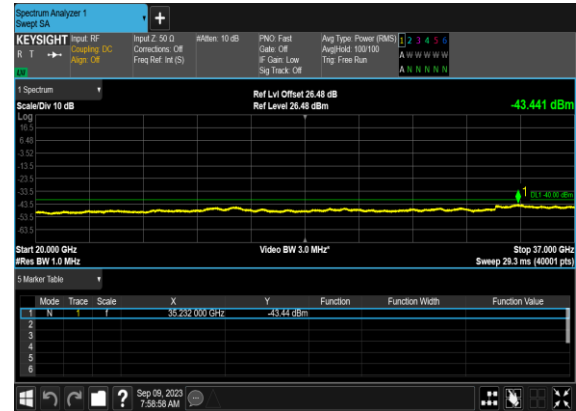 Spectrum Analyzer 1
Swept SA
+
KEYSIGHT Input: RF Input Z: 50 Ω #Atten: 10 dB PNO: Fast Avg Type: Power (RMS) 1 2 3 4 5 6
R T Coupling: DC Corrections: Off Gate: Off Avg|Hold: 100/100 A W W W W W
Align: Off Freq Ref: Int (S) IF Gain: Low Trig: Free Run
Sig Track: Off A N N N N N
1 Spectrum
Ref Lvl Offset 26.48 dB
Scale/Div 10 dB Ref Level 26.48 dBm -43.441 dBm
Log
16.5
6.48
-3.52
-13.5
-23.5
-33.5
1 DL1 -40.00 dBm
-43.5
-53.5
-63.5
Start 20.000 GHz Video BW 3.0 MHz* Stop 37.000 GHz
#Res BW 1.0 MHz Sweep 29.3 ms (40001 pts)
5 Marker Table
Mode Trace Scale X Y Function Function Width Function Value
1 N 1 f 35.232 000 GHz -43.44 dBm
2
3
4
5
6
? Sep 09, 2023
7:58:58 AM